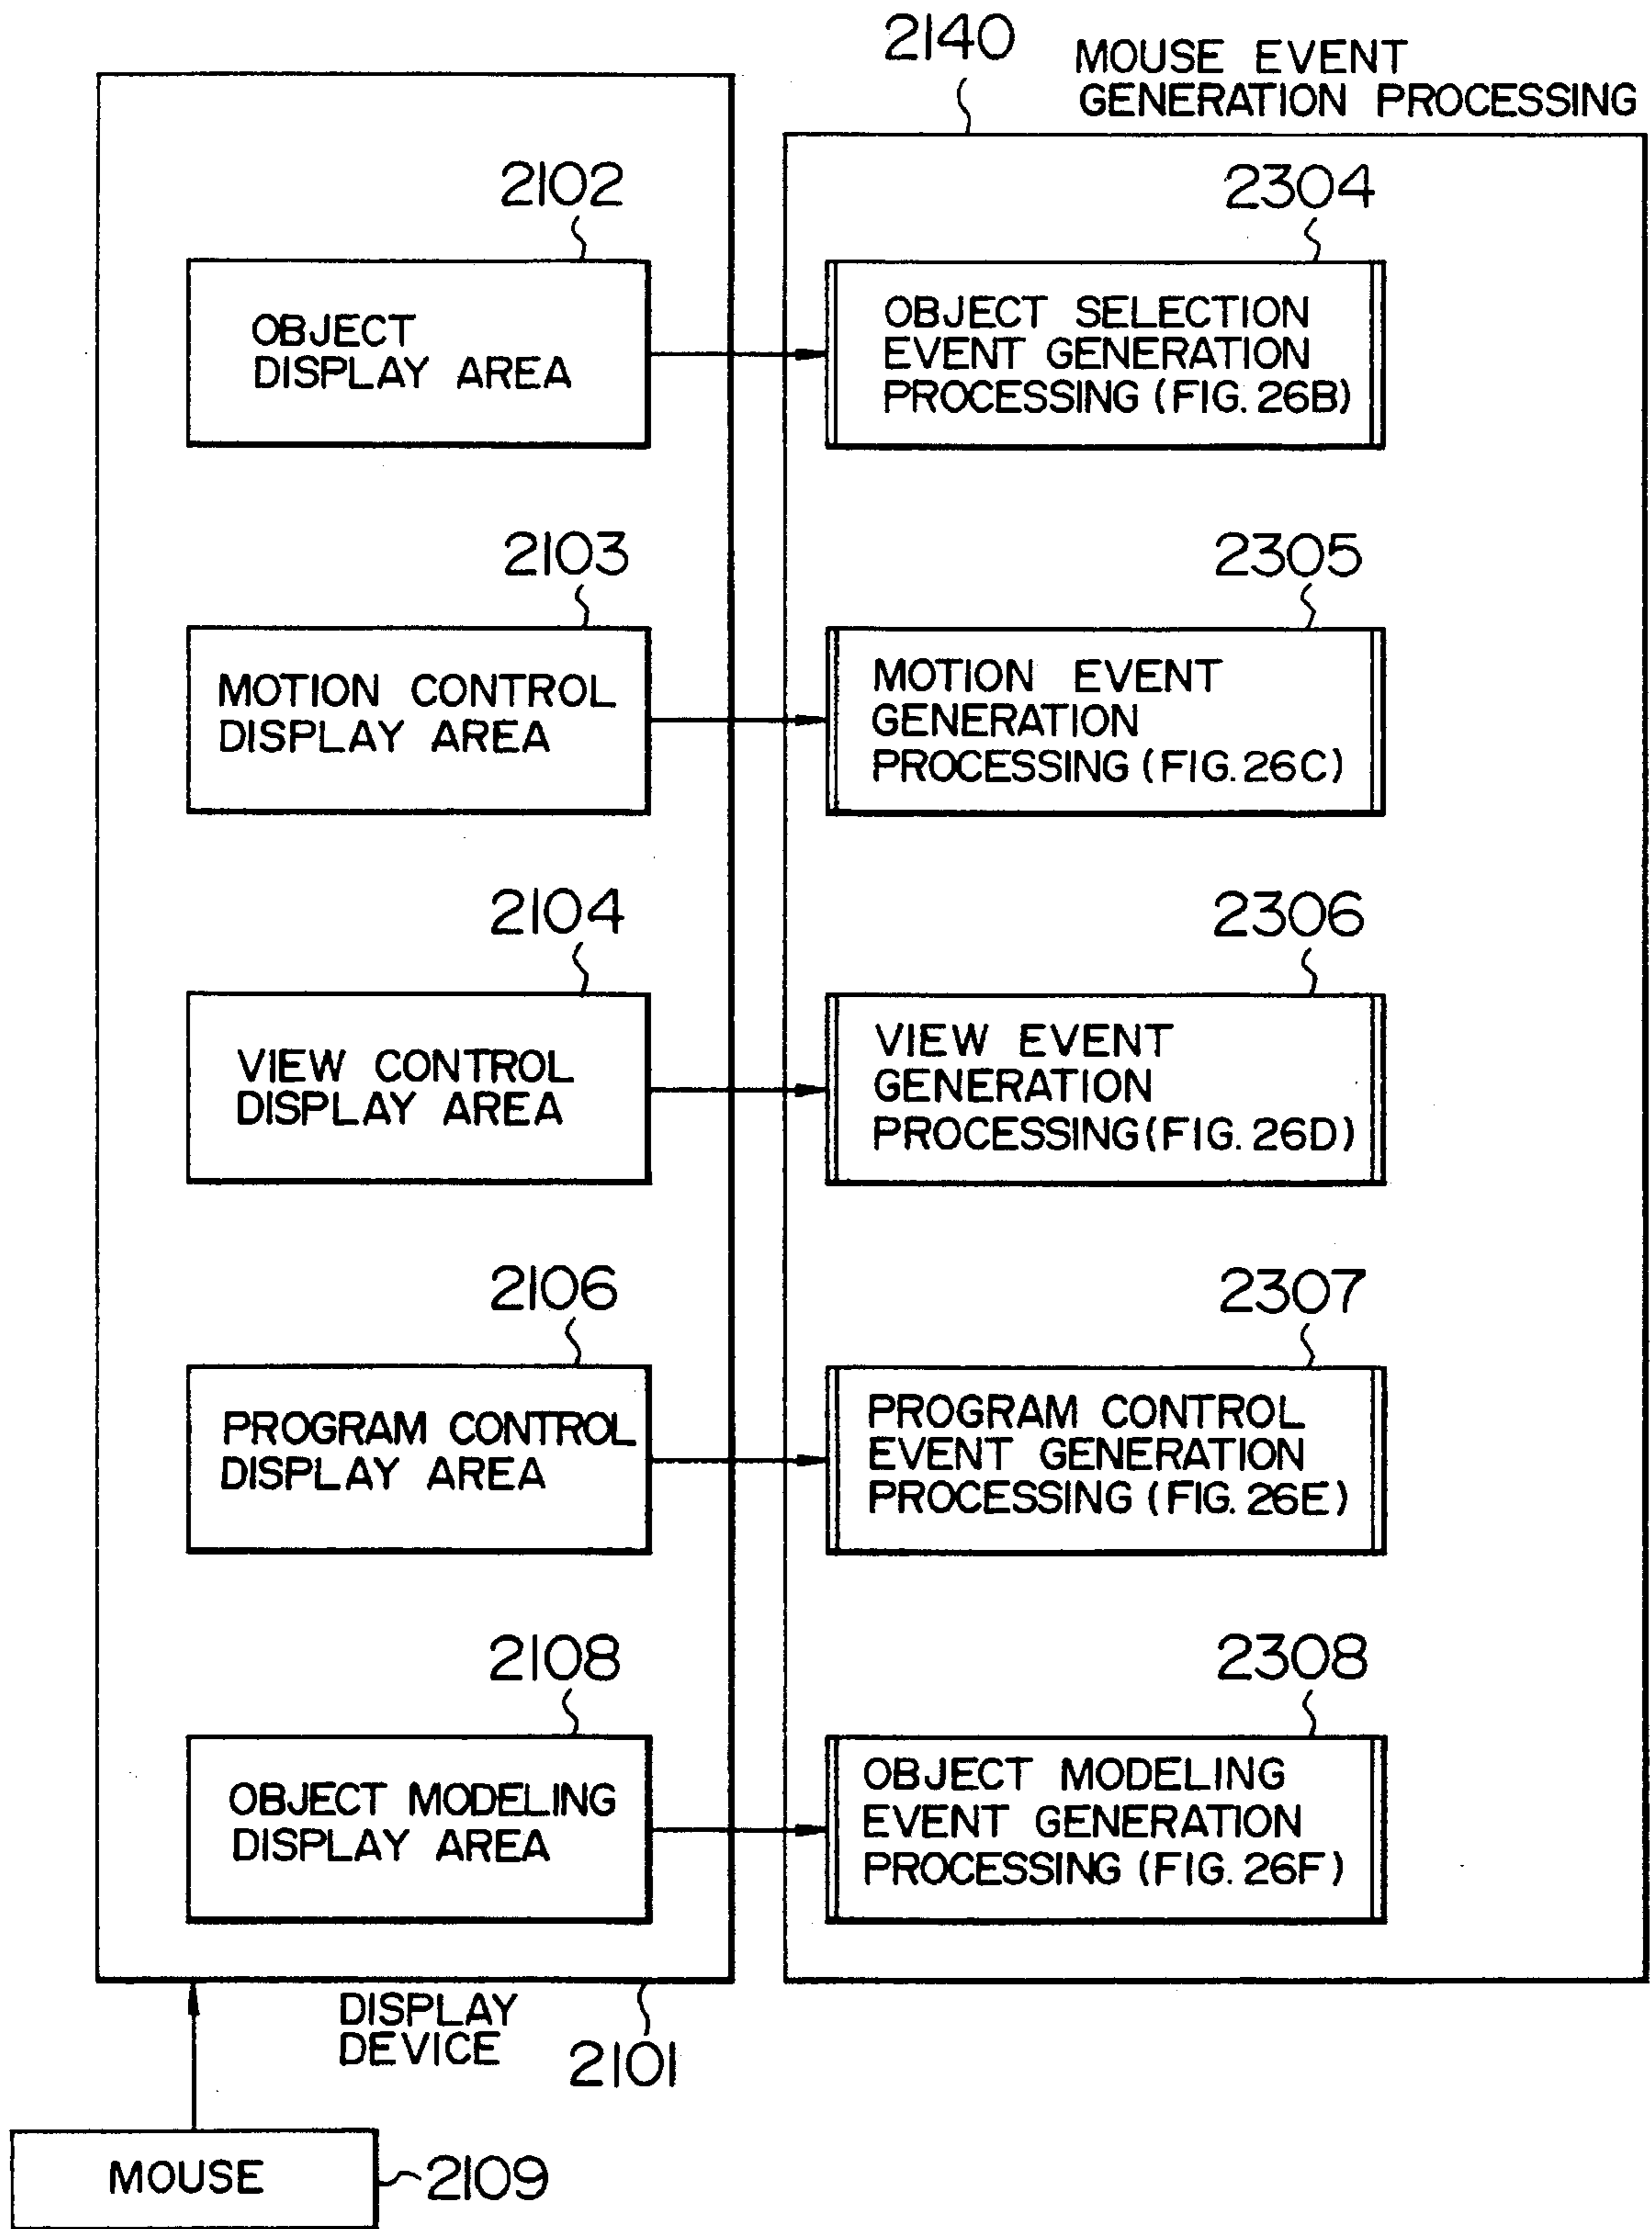 2140
MOUSE EVENT
GENERATION PROCESSING
2102
OBJECT
DISPLAY AREA
2304
OBJECT SELECTION
EVENT GENERATION
PROCESSING (FIG. 26B)
2103
MOTION CONTROL
DISPLAY AREA
2305
MOTION EVENT
GENERATION
PROCESSING (FIG. 26C)
2104
VIEW CONTROL
DISPLAY AREA
2306
VIEW EVENT
GENERATION
PROCESSING (FIG. 26D)
2106
PROGRAM CONTROL
DISPLAY AREA
2307
PROGRAM CONTROL
EVENT GENERATION
PROCESSING (FIG. 26E)
2108
OBJECT MODELING
DISPLAY AREA
2308
OBJECT MODELING
EVENT GENERATION
PROCESSING (FIG. 26F)
DISPLAY
DEVICE
2101
MOUSE
2109